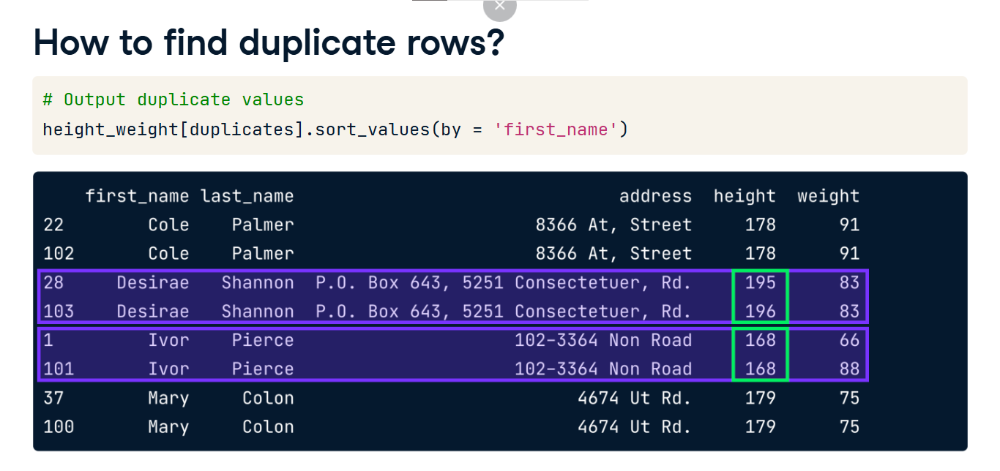 How to find duplicate rows?
# Output duplicate values
height_weight[duplicates].sort_values(by = 'first_name')
first_name last_name address height weight
22 Cole Palmer 8366 At, Street 178 91
102 Cole Palmer 8366 At, Street 178 91
28 Desirae Shannon P.O. Box 643, 5251 Consectetuer, Rd. 195 83
103 Desirae Shannon P.O. Box 643, 5251 Consectetuer, Rd. 196 83
1 Ivor Pierce 102-3364 Non Road 168 66
101 Ivor Pierce 102-3364 Non Road 168 88
37 Mary Colon 4674 Ut Rd. 179 75
100 Mary Colon 4674 Ut Rd. 179 75